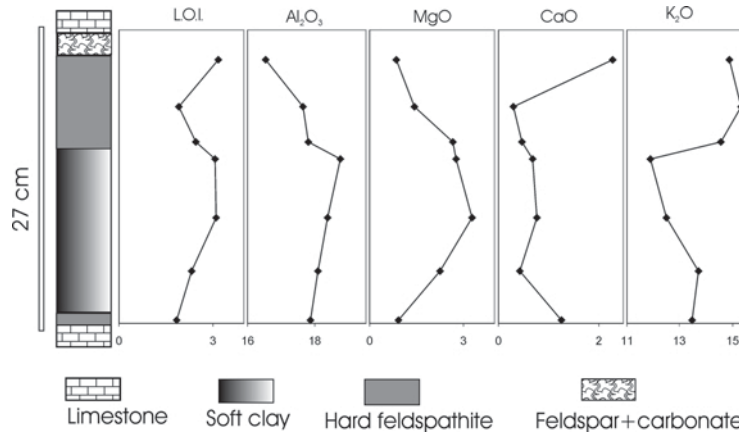 L.O.I. Al₂O₃ MgO CaO K₂O
27 cm
0 3 16 18 0 3 0 2 11 13 15
Limestone Soft clay Hard feldspathite Feldspar+carbonate